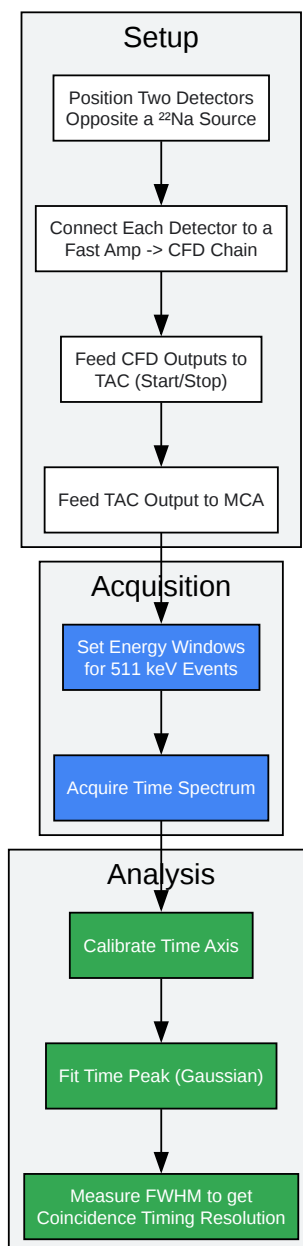 Setup
Position Two Detectors
Opposite a ²²Na Source
Connect Each Detector to a
Fast Amp -> CFD Chain
Feed CFD Outputs to
TAC (Start/Stop)
Feed TAC Output to MCA
Acquisition
Set Energy Windows
for 511 keV Events
Acquire Time Spectrum
Analysis
Calibrate Time Axis
Fit Time Peak (Gaussian)
Measure FWHM to get
Coincidence Timing Resolution